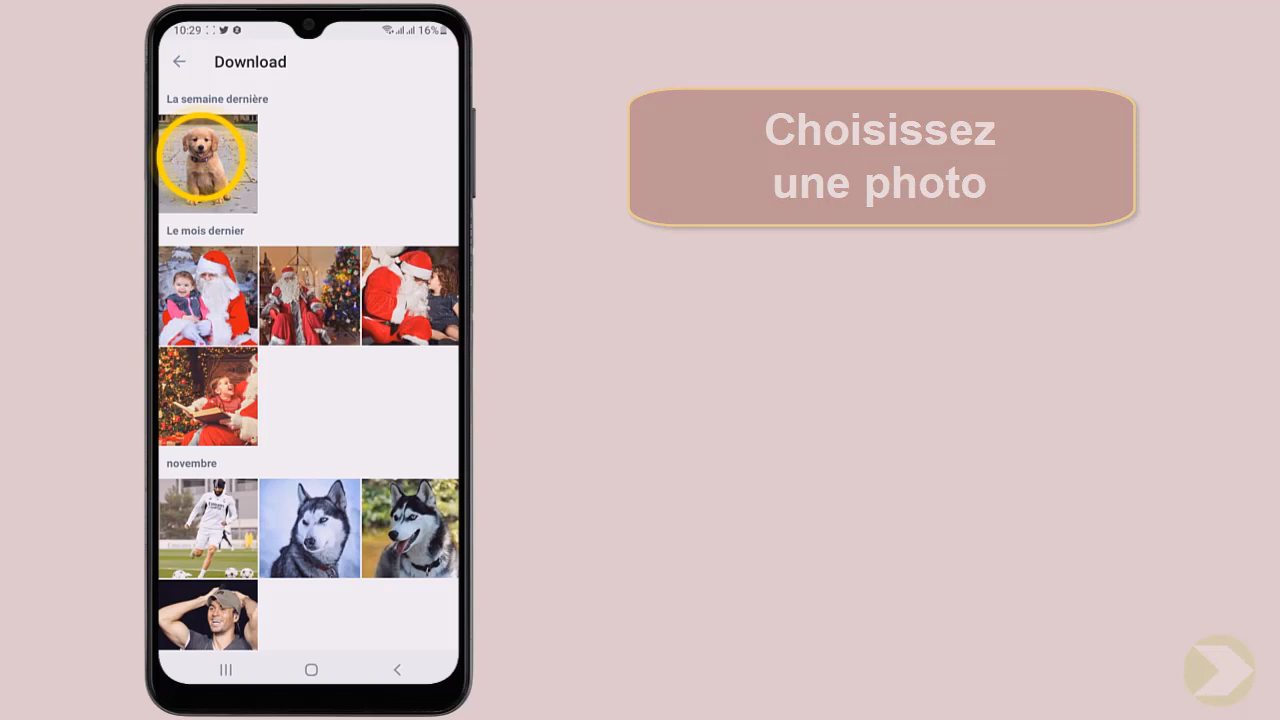 10:29
16%
Download
La semaine dernière
Le mois dernier
novembre
Choisissez
une photo